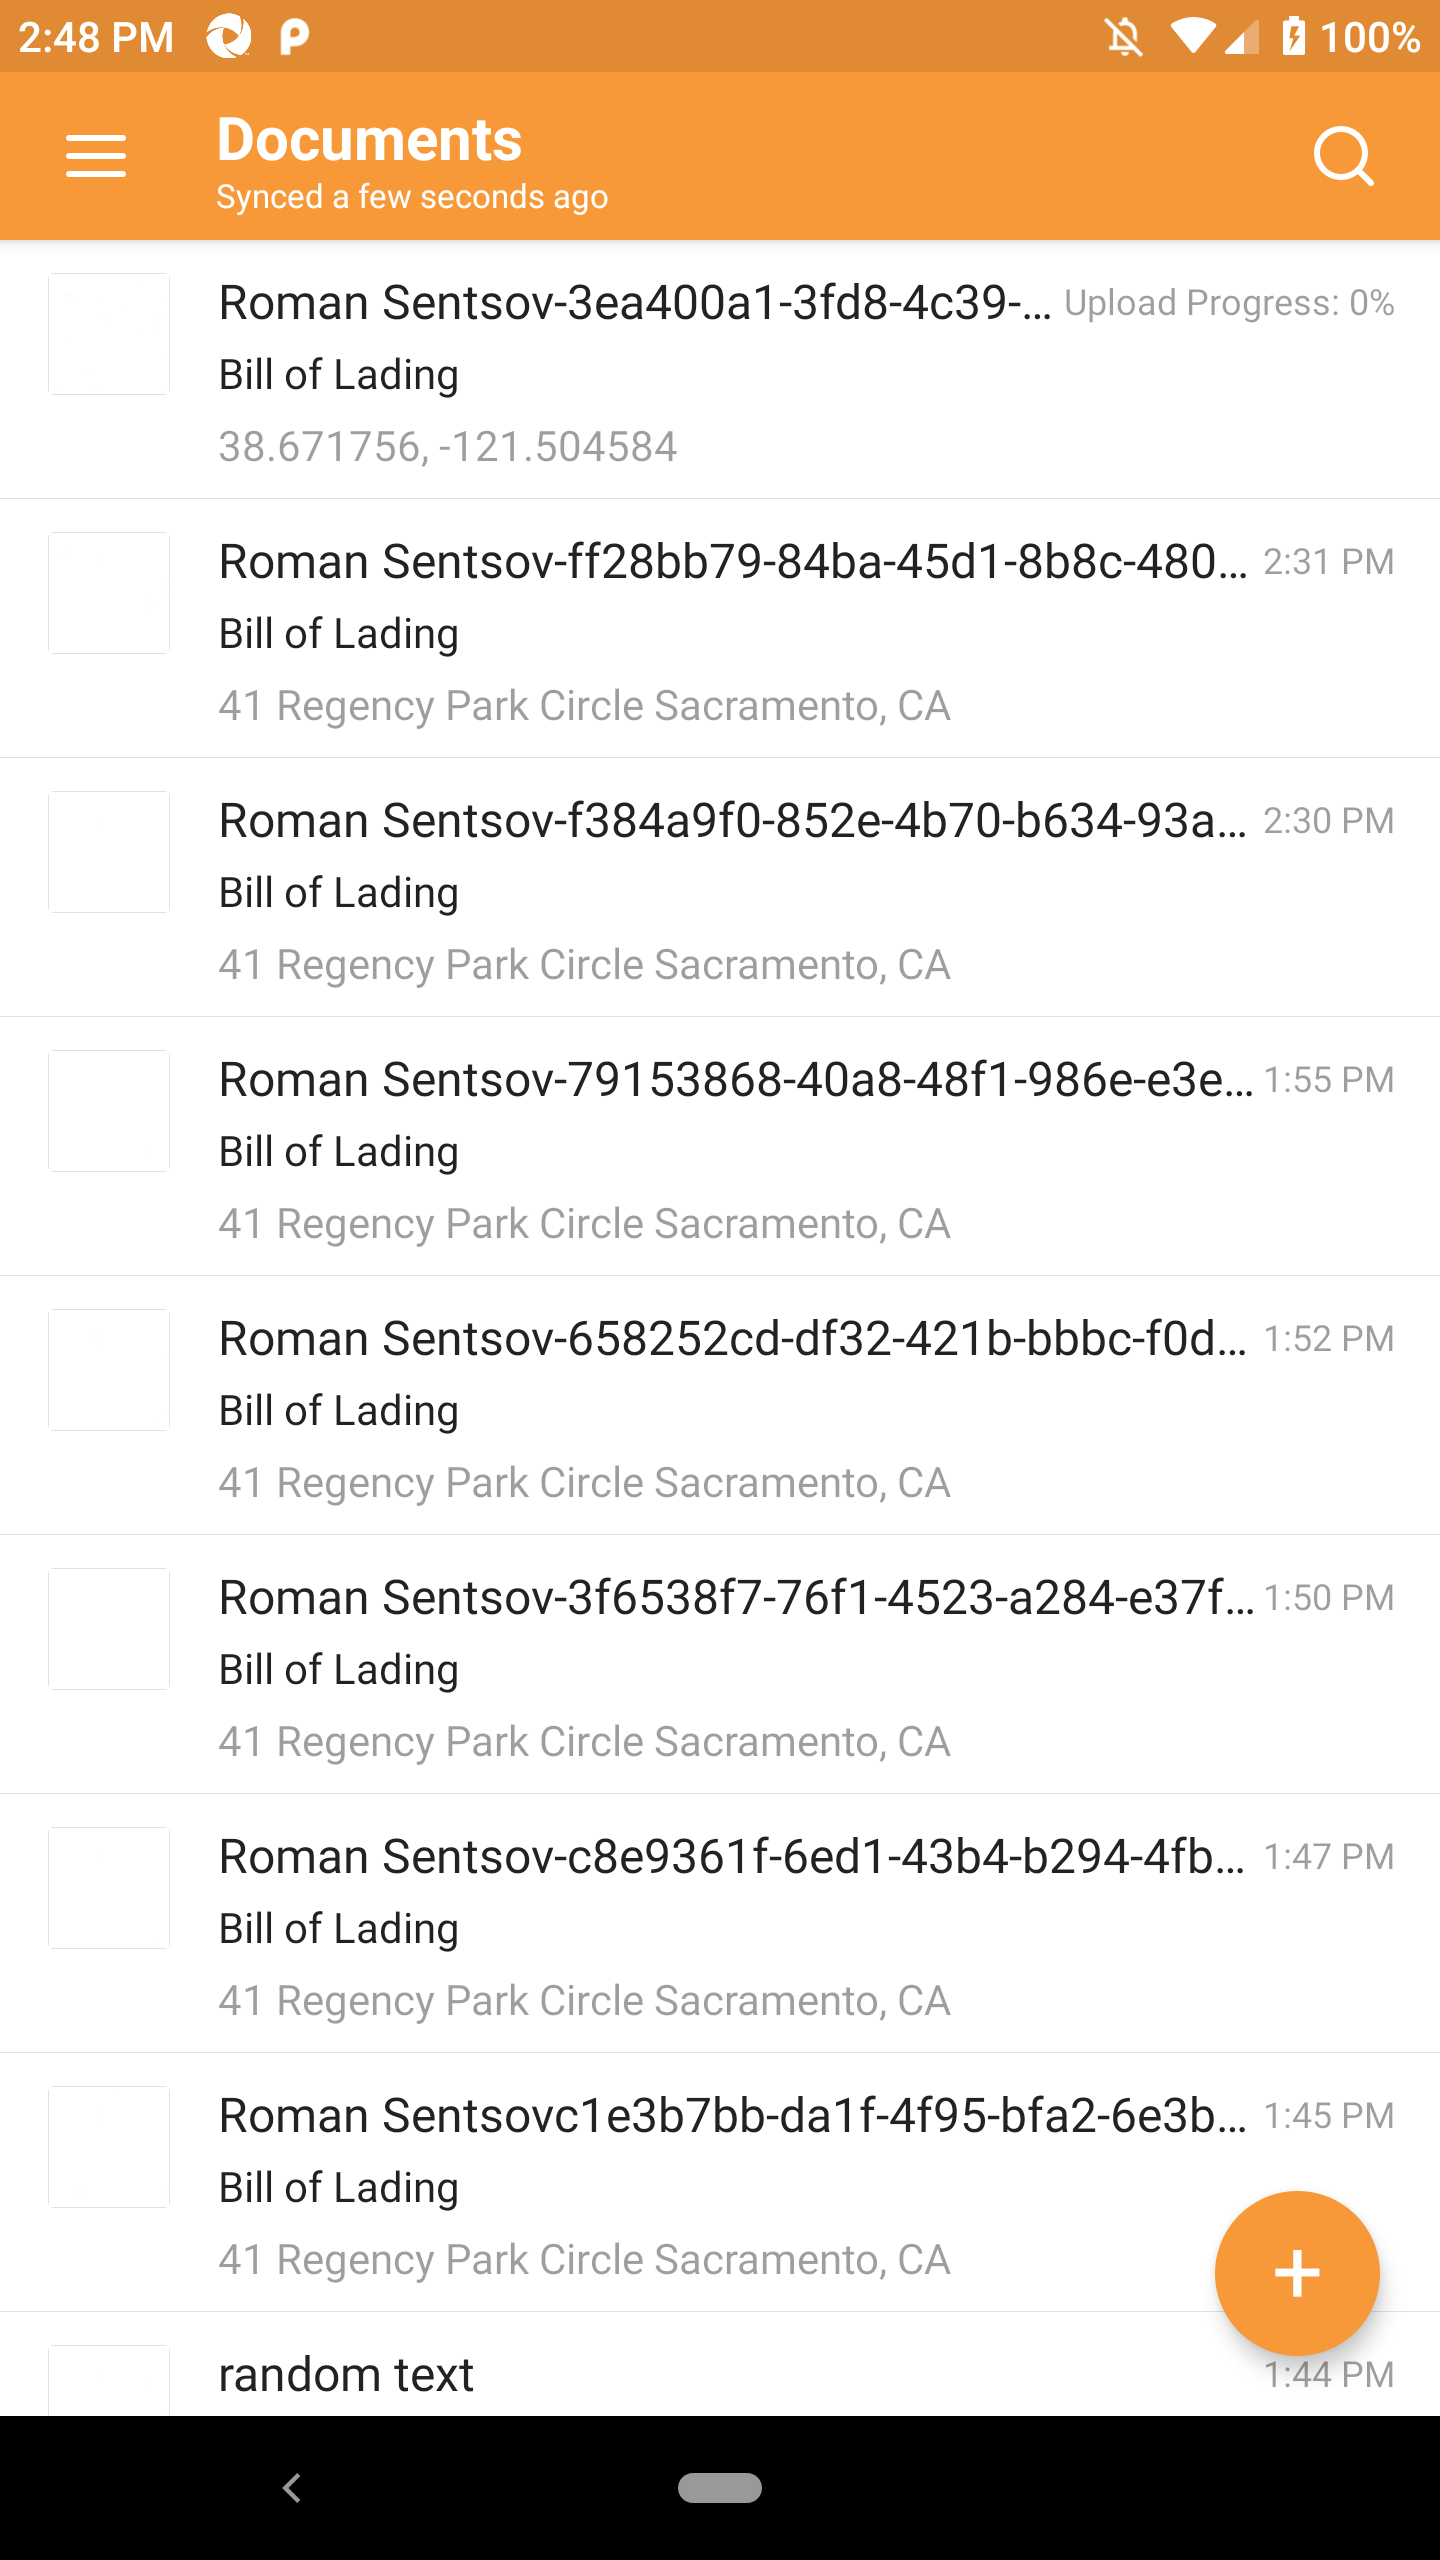 2:48 PM 100%
Documents
Synced a few seconds ago
Roman Sentsov-3ea400a1-3fd8-4c39-... Upload Progress: 0%
Bill of Lading
38.671756, -121.504584
Roman Sentsov-ff28bb79-84ba-45d1-8b8c-480... 2:31 PM
Bill of Lading
41 Regency Park Circle Sacramento, CA
Roman Sentsov-f384a9f0-852e-4b70-b634-93a... 2:30 PM
Bill of Lading
41 Regency Park Circle Sacramento, CA
Roman Sentsov-79153868-40a8-48f1-986e-e3e... 1:55 PM
Bill of Lading
41 Regency Park Circle Sacramento, CA
Roman Sentsov-658252cd-df32-421b-bbbc-f0d... 1:52 PM
Bill of Lading
41 Regency Park Circle Sacramento, CA
Roman Sentsov-3f6538f7-76f1-4523-a284-e37f... 1:50 PM
Bill of Lading
41 Regency Park Circle Sacramento, CA
Roman Sentsov-c8e9361f-6ed1-43b4-b294-4fb... 1:47 PM
Bill of Lading
41 Regency Park Circle Sacramento, CA
Roman Sentsovc1e3b7bb-da1f-4f95-bfa2-6e3b... 1:45 PM
Bill of Lading
41 Regency Park Circle Sacramento, CA
random text 1:44 PM